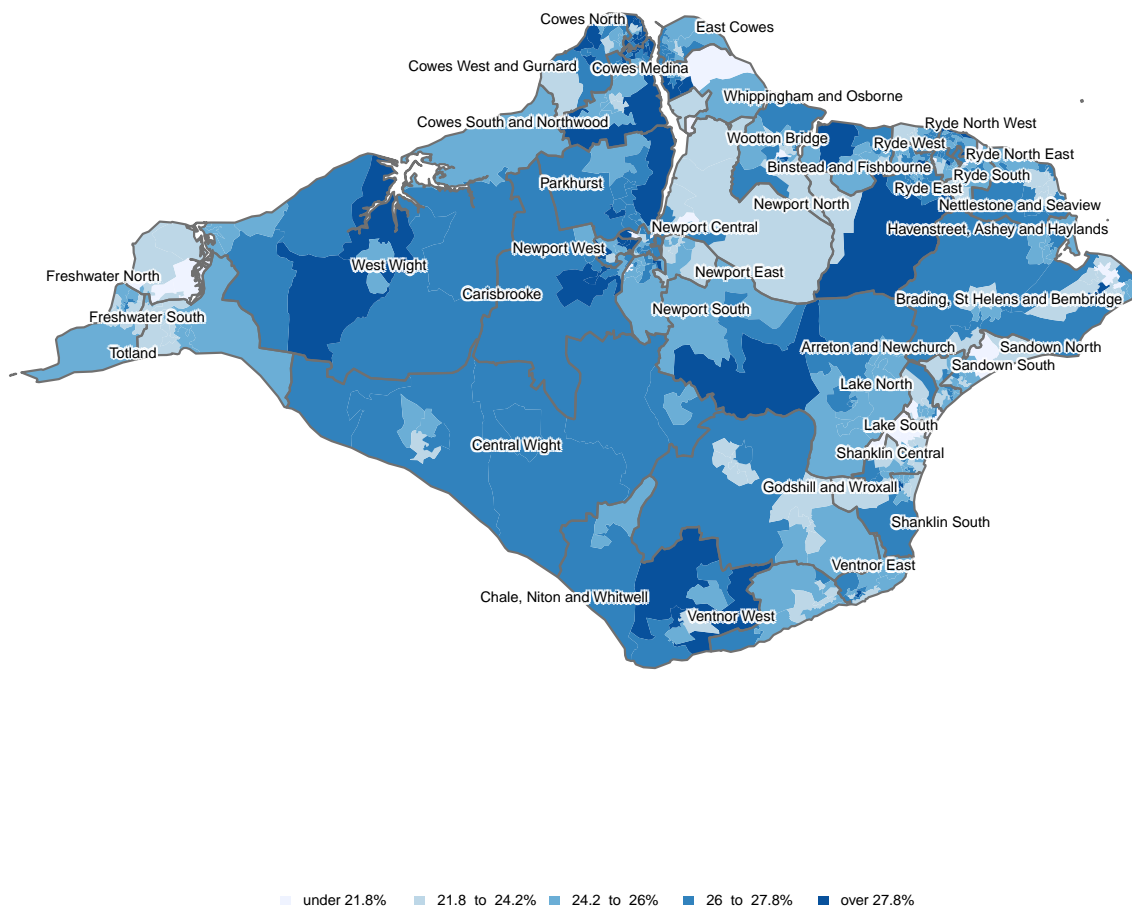 Cowes North
East Cowes
Cowes West and Gurnard
Cowes Medina
Whippingham and Osborne
Cowes South and Northwood
Ryde North West
Wootton Bridge
Ryde West
Ryde North East
Binstead and Fishbourne
Ryde South
Parkhurst
Ryde East
Newport North
Nettlestone and Seaview
Newport Central
Havenstreet, Ashey and Haylands
Newport West
West Wight
Newport East
Freshwater North
Carisbrooke
Brading, St Helens and Bembridge
Newport South
Freshwater South
Totland
Arreton and Newchurch
Sandown North
Sandown South
Lake North
Lake South
Central Wight
Shanklin Central
Godshill and Wroxall
Shanklin South
Ventnor East
Chale, Niton and Whitwell
Ventnor West
under 21.8% 21.8 to 24.2% 24.2 to 26% 26 to 27.8% over 27.8%